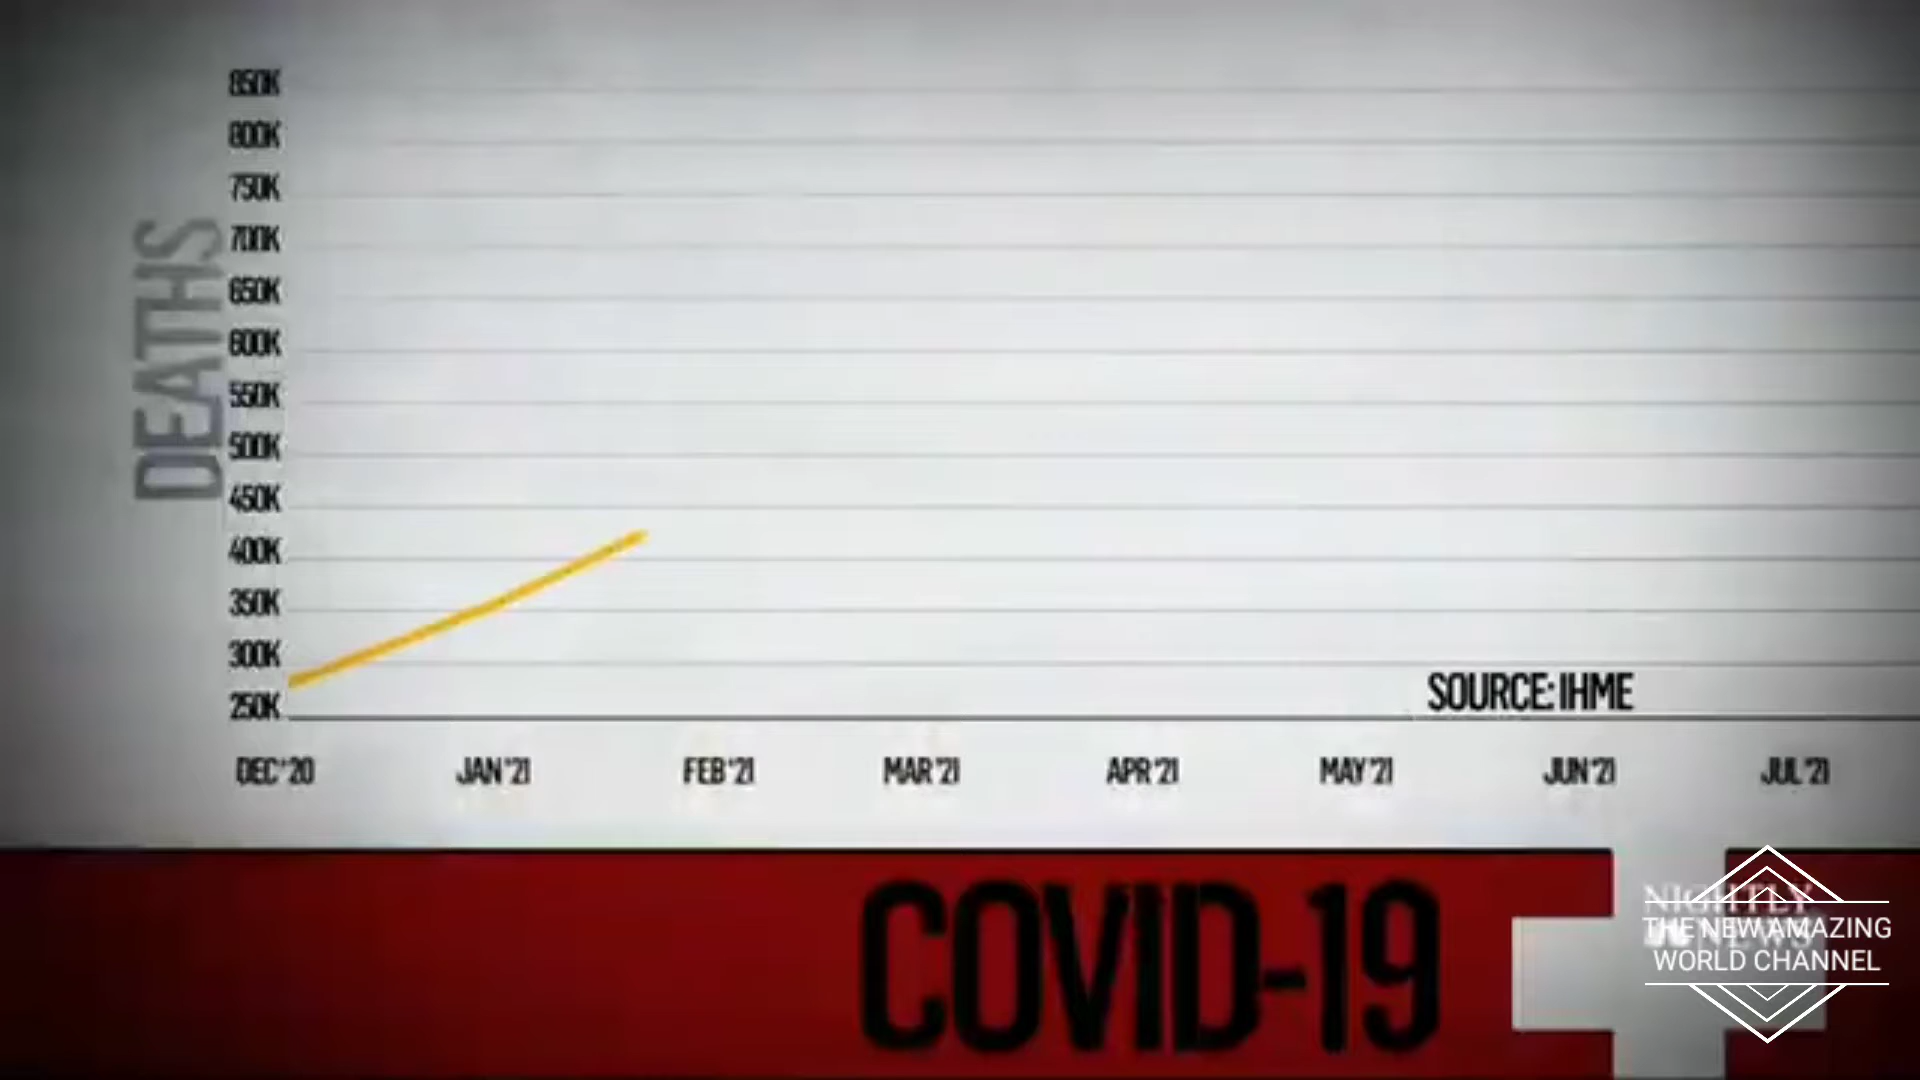 DEATHS
850K
800K
750K
700K
650K
600K
550K
500K
450K
400K
350K
300K
250K
SOURCE: IHME
DEC '20 JAN '21 FEB '21 MAR '21 APR '21 MAY '21 JUN '21 JUL '21
COVID-19
NIGHTLY
NEWS
THE NEW AMAZING
WORLD CHANNEL